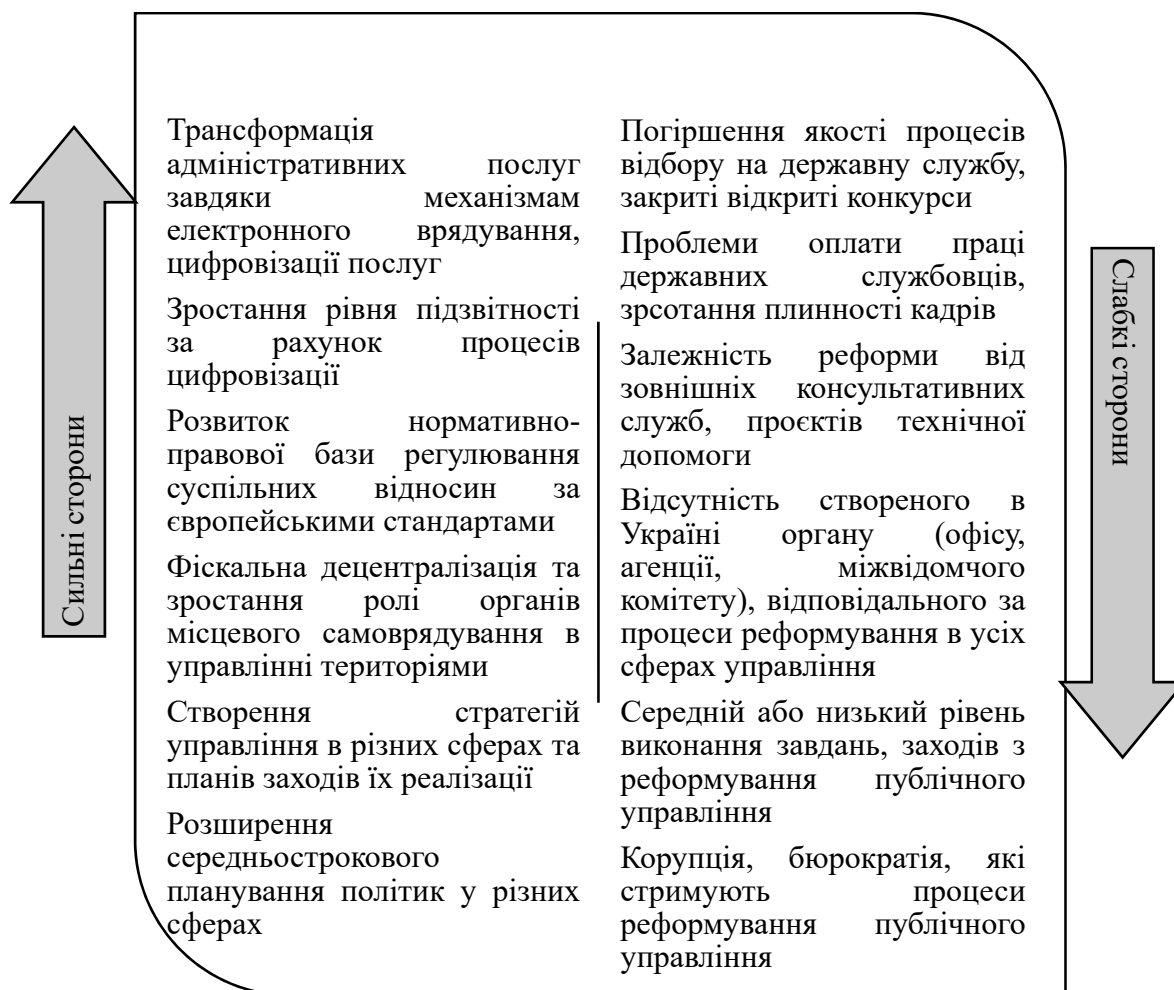 Сильні сторони
Трансформація
адміністративних послуг
завдяки механізмам
електронного врядування,
цифровізації послуг
Зростання рівня підзвітності
за рахунок процесів
цифровізації
Розвиток нормативно-
правової бази регулювання
суспільних відносин за
європейськими стандартами
Фіскальна децентралізація та
зростання ролі органів
місцевого самоврядування в
управлінні територіями
Створення стратегій
управління в різних сферах та
планів заходів їх реалізації
Розширення
середньострокового
планування політик у різних
сферах
Погіршення якості процесів
відбору на державну службу,
закриті відкриті конкурси
Проблеми оплати праці
державних службовців,
зрсотання плинності кадрів
Залежність реформи від
зовнішніх консультативних
служб, проєктів технічної
допомоги
Відсутність створеного в
Україні органу (офісу,
агенції, міжвідомчого
комітету), відповідального за
процеси реформування в усіх
сферах управління
Середній або низький рівень
виконання завдань, заходів з
реформування публічного
управління
Корупція, бюрократія, які
стримують процеси
реформування публічного
управління
Слабкі сторони